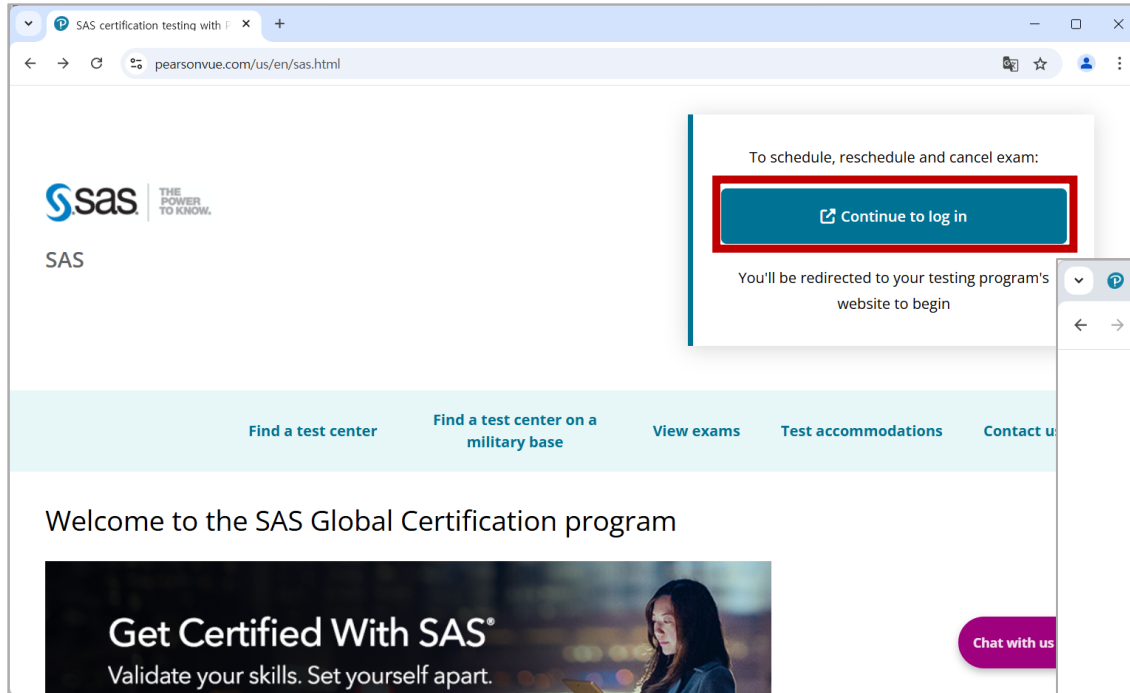 SAS certification testing with P
pearsonvue.com/us/en/sas.html
To schedule, reschedule and cancel exam:
Continue to log in
You'll be redirected to your testing program's
website to begin
sas
THE
POWER
TO KNOW.
SAS
Find a test center
Find a test center on a
military base
View exams
Test accommodations
Contact u
Welcome to the SAS Global Certification program
Get Certified With SAS®
Validate your skills. Set yourself apart.
Chat with us